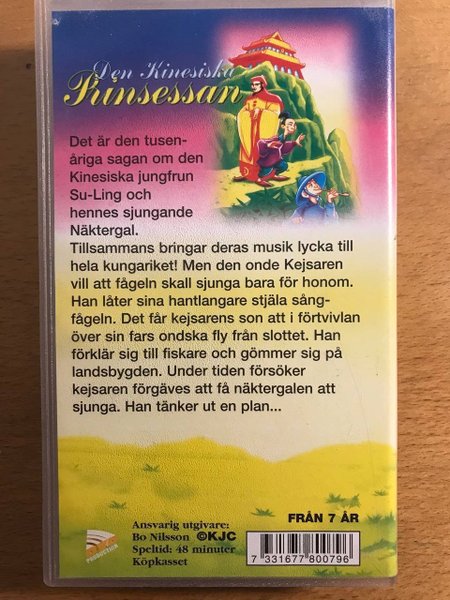 Den Kinesiska
Prinsessan
Det är den tusen-
åriga sagan om den
Kinesiska jungfrun
Su-Ling och
hennes sjungande
Näktergal.
Tillsammans bringar deras musik lycka till
hela kungariket! Men den onde Kejsaren
vill att fågeln skall sjunga bara för honom.
Han låter sina hantlangare stjäla sång-
fågeln. Det får kejsarens son att i förtvivlan
över sin fars ondska fly från slottet. Han
förklär sig till fiskare och gömmer sig på
landsbygden. Under tiden försöker
kejsaren förgäves att få näktergalen att
sjunga. Han tänker ut en plan...
PRODUCTION
Ansvarig utgivare:
Bo Nilsson ©KJC
Speltid: 48 minuter
Köpkasset
FRÅN 7 ÅR
7 331677 800796